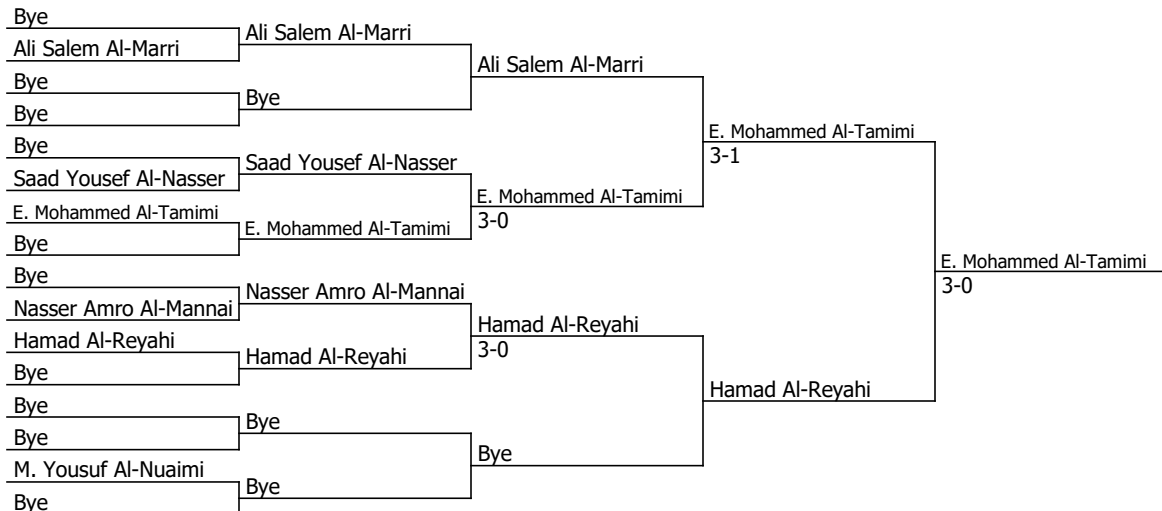 Bye
Ali Salem Al-Marri
Bye
Bye
Bye
Saad Yousef Al-Nasser
E. Mohammed Al-Tamimi
Bye
Bye
Nasser Amro Al-Mannai
Hamad Al-Reyahi
Bye
Bye
Bye
M. Yousuf Al-Nuaimi
Bye
Ali Salem Al-Marri
Bye
Saad Yousef Al-Nasser
E. Mohammed Al-Tamimi
Nasser Amro Al-Mannai
Hamad Al-Reyahi
Bye
Bye
Ali Salem Al-Marri
E. Mohammed Al-Tamimi
3-0
Hamad Al-Reyahi
3-0
Bye
E. Mohammed Al-Tamimi
3-1
Hamad Al-Reyahi
E. Mohammed Al-Tamimi
3-0